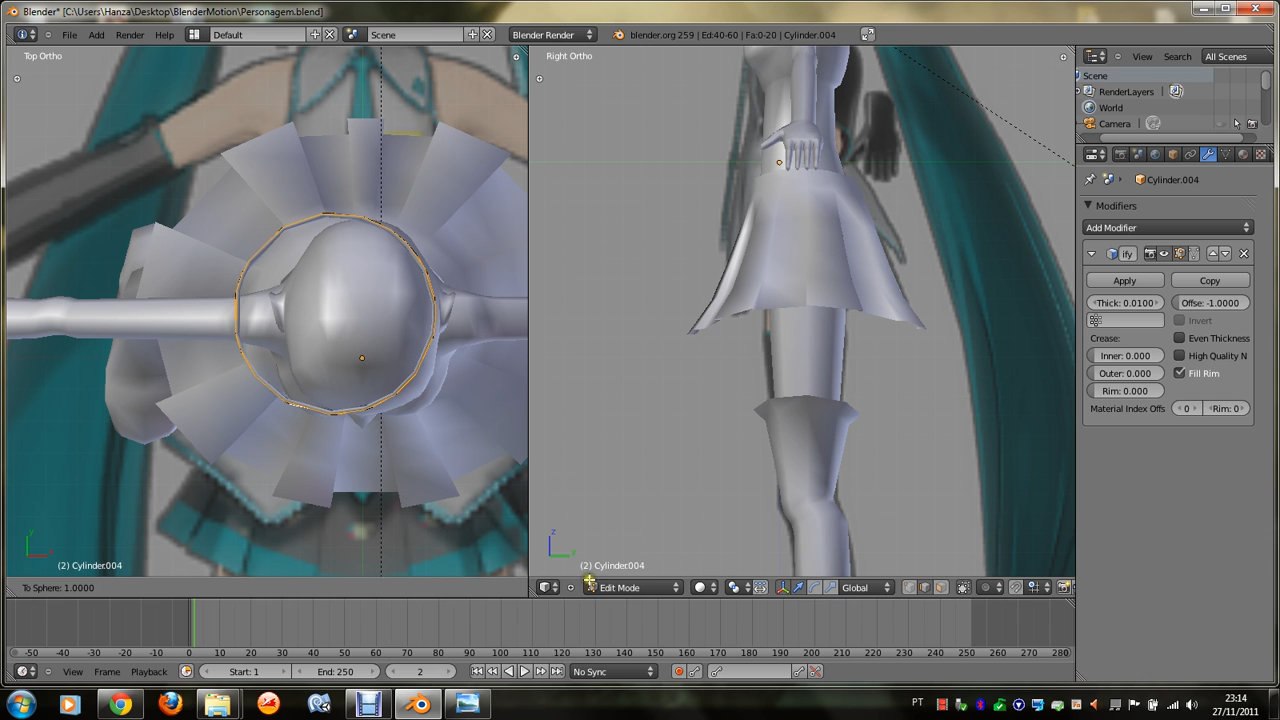 Blender* [C:\Users\Hanza\Desktop\BlenderMotion\Personagem.blend]
File Add Render Help Default Scene Blender Render blender.org 259 | Ed:40-60 | Fa:0-20 | Cylinder.004
View Search All Scenes
Top Ortho
Right Ortho
Scene
RenderLayers
World
Camera
Cylinder.004
Modifiers
Add Modifier
ify
Apply Copy
Thick: 0.0100 Offse: -1.0000
Invert
Crease: Even Thickness
Inner: 0.000 High Quality N
Outer: 0.000 Fill Rim
Rim: 0.000
Material Index Offs 0 Rim: 0
y
x
(2) Cylinder.004
z
y
(2) Cylinder.004
To Sphere: 1.0000
Edit Mode Global
-50 -40 -30 -20 -10 0 10 20 30 40 50 60 70 80 90 100 110 120 130 140 150 160 170 180 190 200 210 220 230 240 250 260 270 280
View Frame Playback Start: 1 End: 250 2 No Sync
PT
23:14
27/11/2011